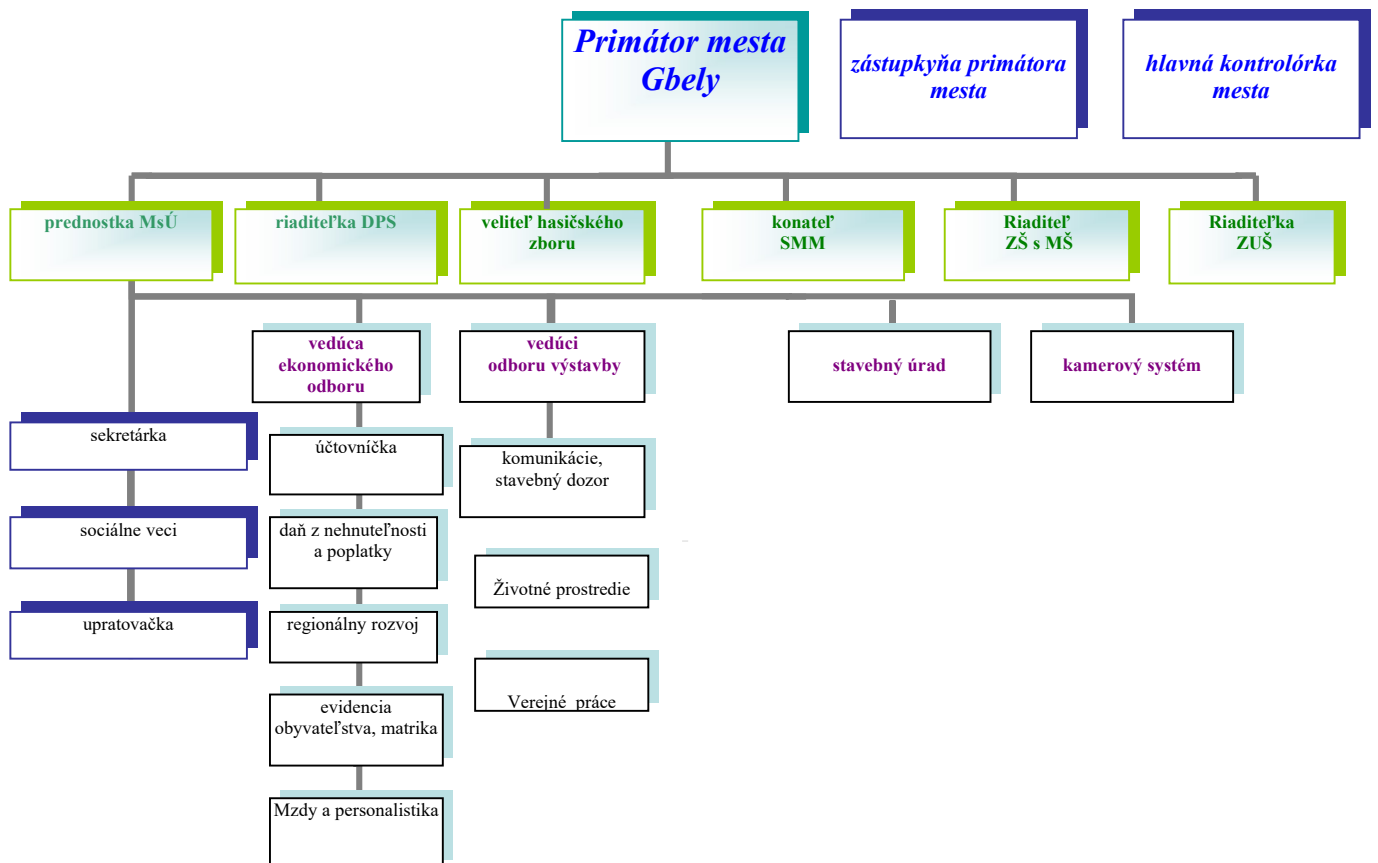 Primátor mesta
Gbely
zástupkyňa primátora
mesta
hlavná kontrolórka
mesta
prednostka MsÚ
riaditeľka DPS
veliteľ hasičského
zboru
konateľ
SMM
Riaditeľ
ZŠ s MŠ
Riaditeľka
ZUŠ
vedúca
ekonomického
odboru
vedúci
odboru výstavby
stavebný úrad
kamerový systém
sekretárka
sociálne veci
upratovačka
účtovníčka
daň z nehnuteľnosti
a poplatky
regionálny rozvoj
evidencia
obyvateľstva, matrika
Mzdy a personalistika
komunikácie,
stavebný dozor
Životné prostredie
Verejné  práce